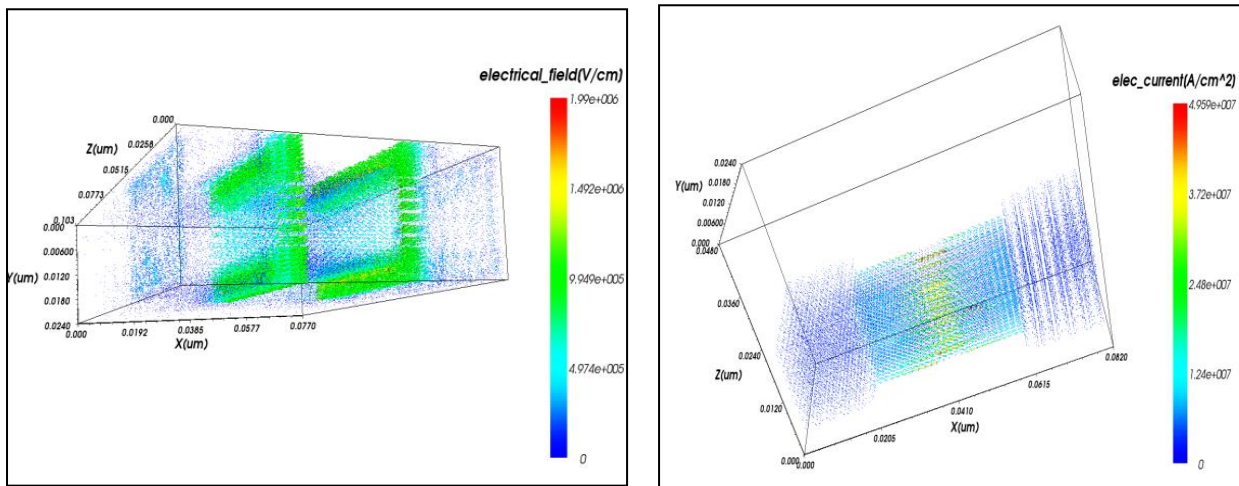 electrical_field(V/cm)
1.99e+006
1.492e+006
9.949e+005
4.974e+005
0
0.000
0.0258
Z(um)
0.0515
0.0773
0.103
0.000
0.00600
Y(um)
0.0120
0.0180
0.0240
0.000
0.0192
0.0385
0.0577
0.0770
X(um)
elec_current(A/cm^2)
4.959e+007
3.72e+007
2.48e+007
1.24e+007
0
0.0240
0.0180
Y(um)
0.0120
0.00600
0.000
0.0480
0.0360
0.0240
Z(um)
0.0120
0.000
0.000
0.0205
0.0410
X(um)
0.0615
0.0820